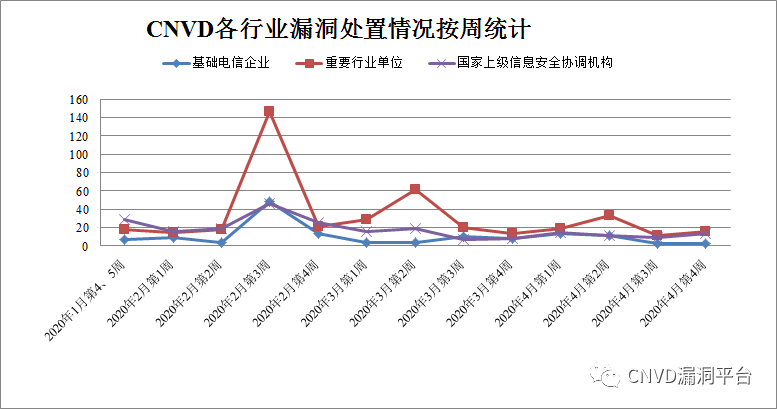 CNVD各行业漏洞处置情况按周统计
基础电信企业 重要行业单位 国家上级信息安全协调机构
160
140
120
100
80
60
40
20
0
2020年1月第4、5周
2020年2月第1周
2020年2月第2周
2020年2月第3周
2020年2月第4周
2020年3月第1周
2020年3月第2周
2020年3月第3周
2020年3月第4周
2020年4月第1周
2020年4月第2周
2020年4月第3周
2020年4月第4周
CNVD漏洞平台